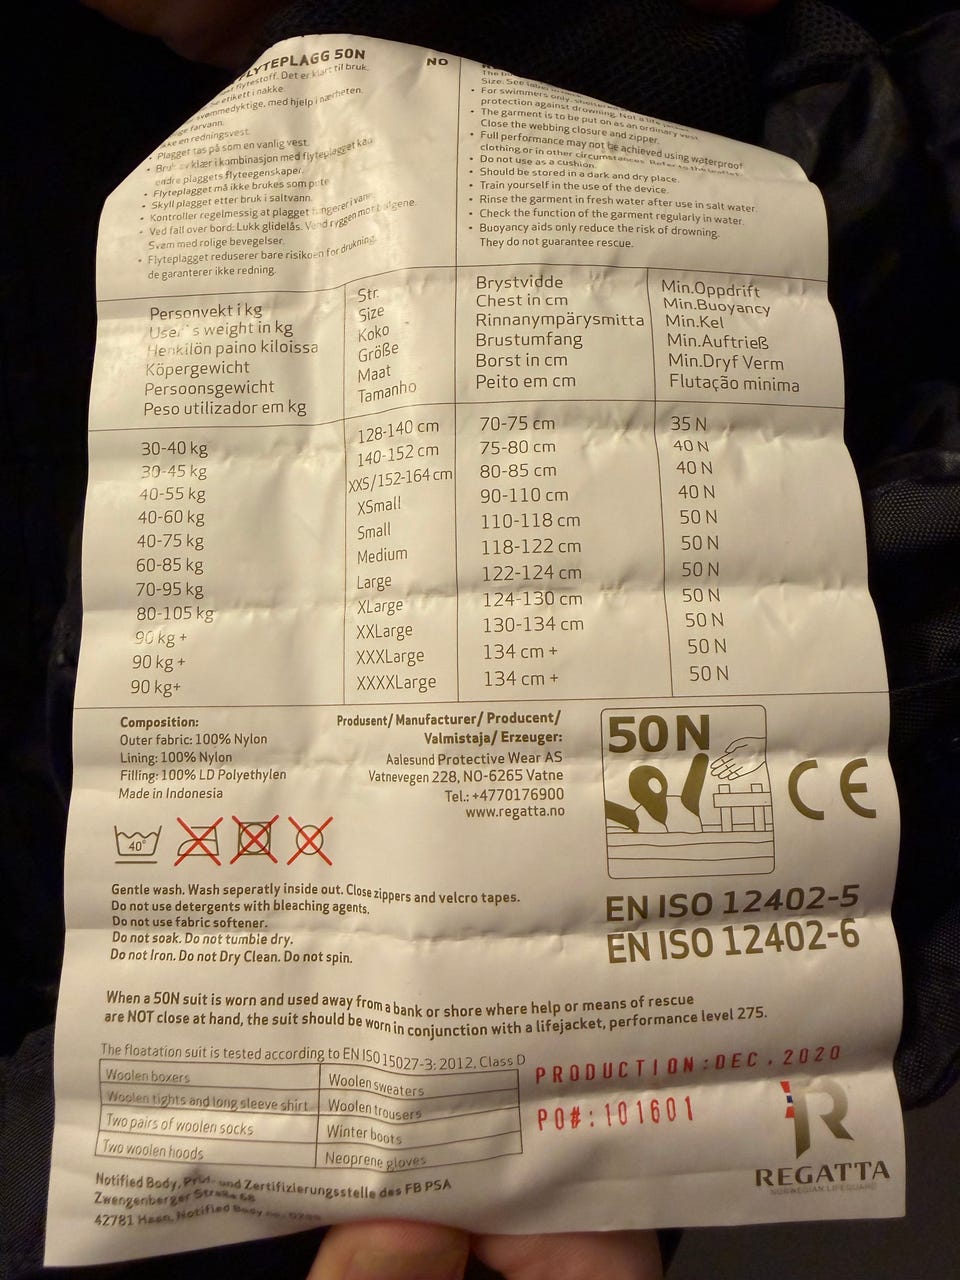 FLYTEPLAGG 50N NO
flytestoff. Det er klart til bruk.
Se etikett i nakke.
svømmedyktige, med hjelp i nærheten.
farvann.
Ikke en redningsvest.
• Plagget tas på som en vanlig vest.
• Bruk av klær i kombinasjon med flyteplagget kan
endre plaggets flyteegenskaper.
• Flyteplagget må ikke brukes som pute
• Skyll plagget etter bruk i saltvann.
• Kontroller regelmessig at plagget fungerer i vann.
• Ved fall over bord: Lukk glidelås. Vend ryggen mot bølgene.
Svøm med rolige bevegelser.
• Flyteplagget reduserer bare risikoen for drukning,
de garanterer ikke redning.
The
Size. See label in neck.
• For swimmers only, sheltered
protection against drowning. Not a life jacket.
• The garment is to be put on as an ordinary vest.
Close the webbing closure and zipper.
• Full performance may not be achieved using waterproof
clothing or in other circumstances. Refer to the leaflet.
• Do not use as a cushion.
• Should be stored in a dark and dry place.
• Train yourself in the use of the device.
• Rinse the garment in fresh water after use in salt water.
• Check the function of the garment regularly in water.
• Buoyancy aids only reduce the risk of drowning.
They do not guarantee rescue.
Personvekt i kg Str. Brystvidde Min.Oppdrift
User´s weight in kg Size Chest in cm Min.Buoyancy
Henkilön paino kiloissa Koko Rinnanympärysmitta Min.Kel
Köpergewicht Größe Brustumfang Min.Auftrieß
Persoonsgewicht Maat Borst in cm Min.Dryf Verm
Peso utilizador em kg Tamanho Peito em cm Flutação minima
30-40 kg 128-140 cm 70-75 cm 35 N
30-45 kg 140-152 cm 75-80 cm 40 N
40-55 kg XXS/152-164 cm 80-85 cm 40 N
40-60 kg XSmall 90-110 cm 40 N
40-75 kg Small 110-118 cm 50 N
60-85 kg Medium 118-122 cm 50 N
70-95 kg Large 122-124 cm 50 N
80-105 kg XLarge 124-130 cm 50 N
90 kg + XXLarge 130-134 cm 50 N
90 kg + XXXLarge 134 cm + 50 N
90 kg+ XXXXLarge 134 cm + 50 N
Composition:
Outer fabric: 100% Nylon
Lining: 100% Nylon
Filling: 100% LD Polyethylen
Made in Indonesia
Produsent/ Manufacturer/ Producent/
Valmistaja/ Erzeuger:
Aalesund Protective Wear AS
Vatnevegen 228, NO-6265 Vatne
Tel.: +4770176900
www.regatta.no
50N
CE
40°
Gentle wash. Wash seperatly inside out. Close zippers and velcro tapes.
Do not use detergents with bleaching agents.
Do not use fabric softener.
Do not soak. Do not tumble dry.
Do not Iron. Do not Dry Clean. Do not spin.
EN ISO 12402-5
EN ISO 12402-6
When a 50N suit is worn and used away from a bank or shore where help or means of rescue
are NOT close at hand, the suit should be worn in conjunction with a lifejacket, performance level 275.
The floatation suit is tested according to EN ISO 15027-3: 2012, Class D
Woolen boxers Woolen sweaters
Woolen tights and long sleeve shirt Woolen trousers
Two pairs of woolen socks Winter boots
Two woolen hoods Neoprene gloves
PRODUCTION:DEC.2020
PO#:101601
R
REGATTA
NORWEGIAN LIFEGUARD
Notified Body, Prüf- und Zertifizierungsstelle des FB PSA
Zwengenberger Strasse 68
42781 Haan, Notified Body no.